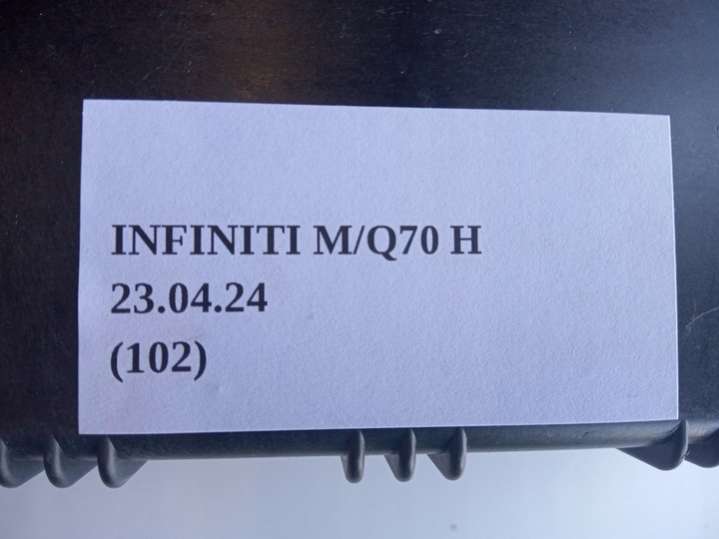 INFINITI M/Q70 H
23.04.24
(102)